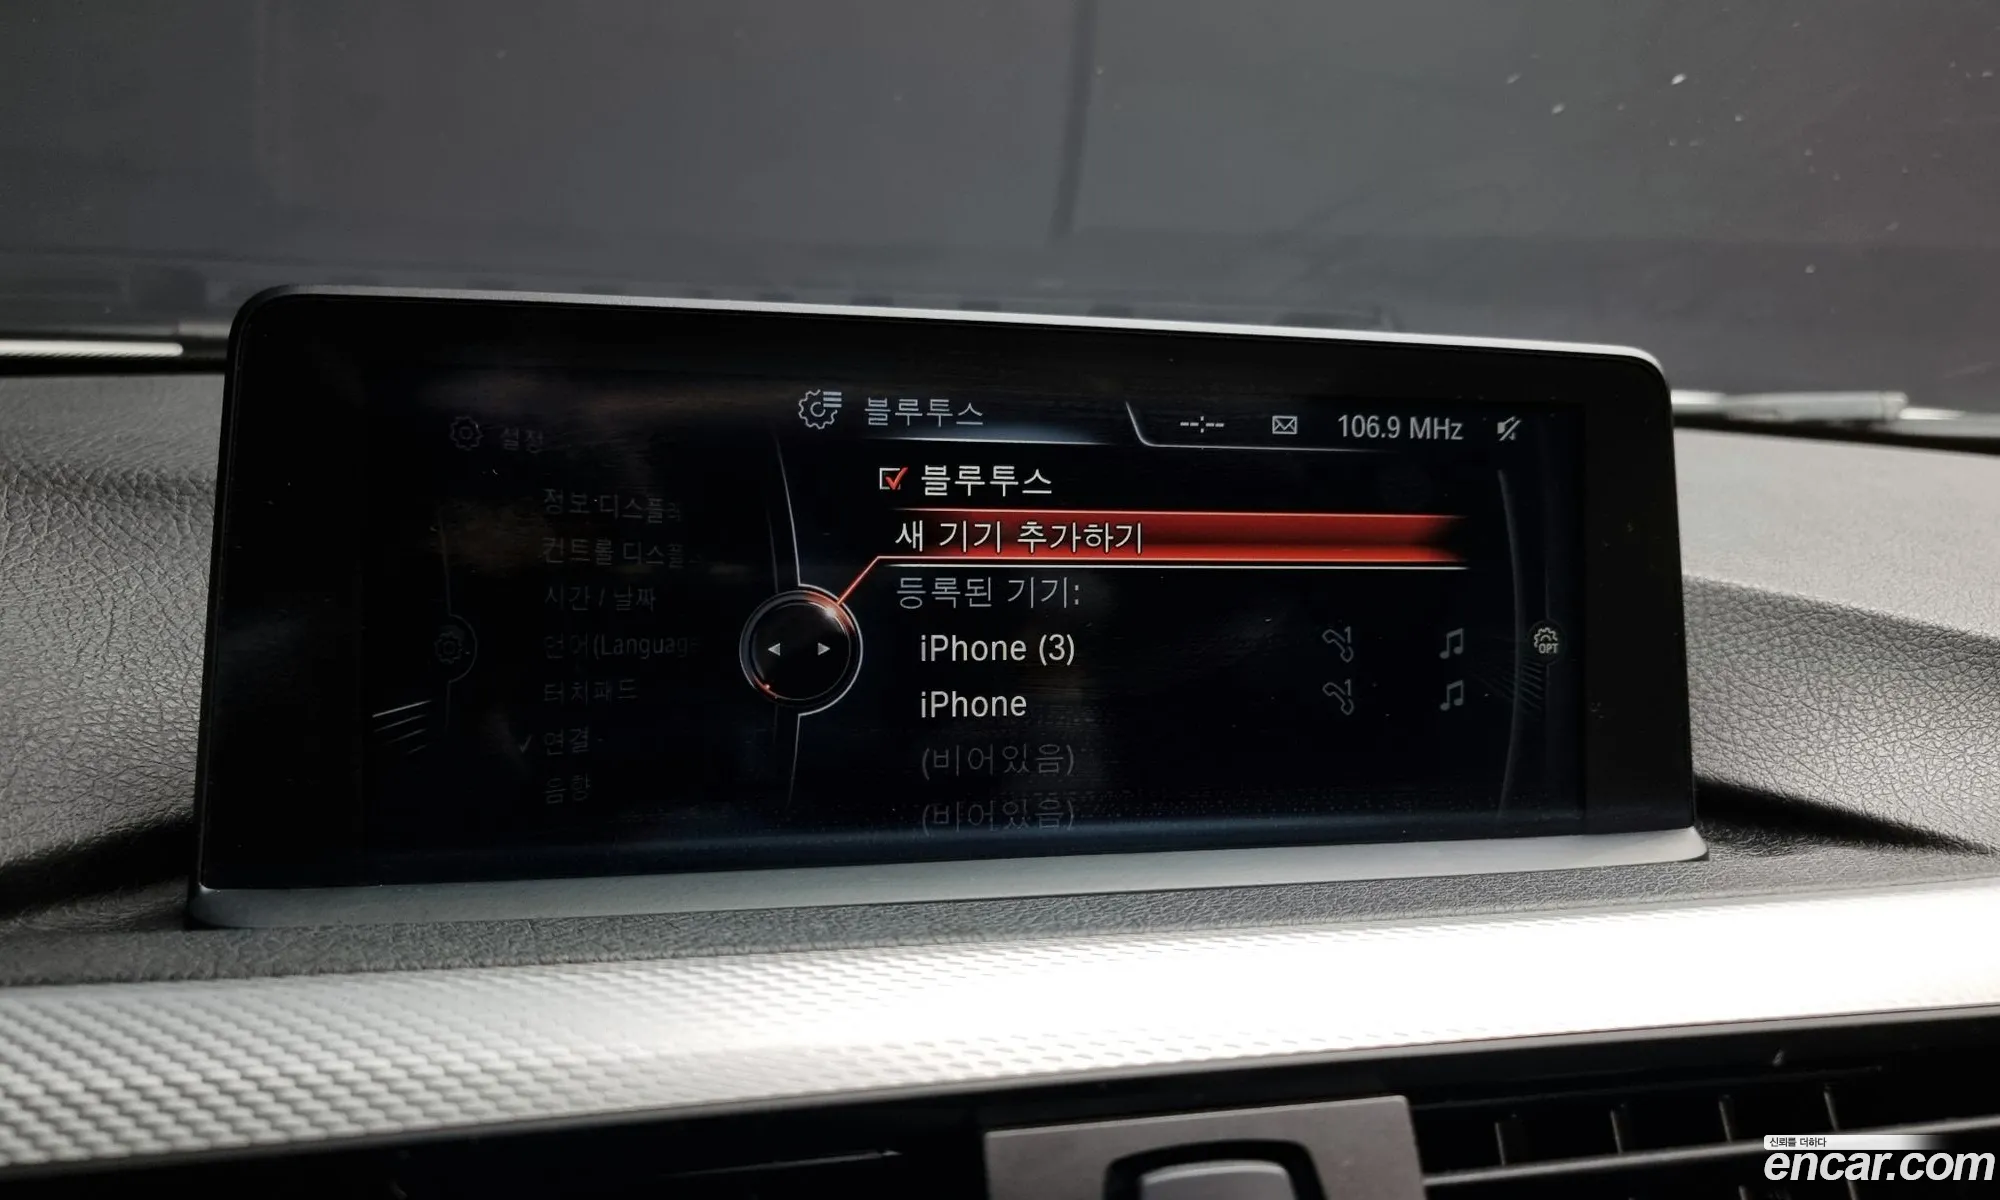 설정
정보 디스플레
컨트롤 디스플
시간 / 날짜
언어(Language
터치패드
연결
음향
블루투스
--:--
106.9 MHz
블루투스
새 기기 추가하기
등록된 기기:
iPhone (3)
1
iPhone
1
(비어있음)
(비어있음)
OPT
신뢰를 더하다
encar.com